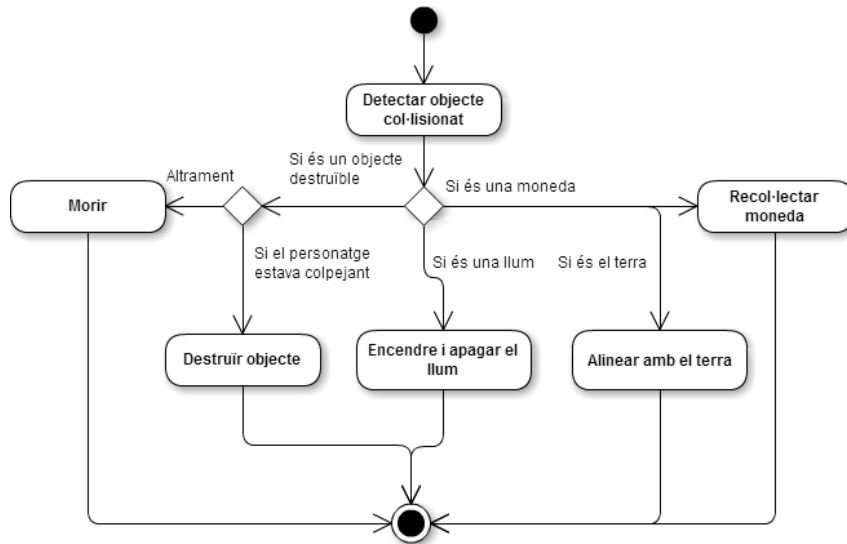 Detectar objecte
col·lisionat
Si és un objecte
destruïble
Altrament
Si és una moneda
Morir
Recol·lectar
moneda
Si el personatge
estava colpejant
Si és una llum
Si és el terra
Destruïr objecte
Encendre i apagar el
llum
Alinear amb el terra